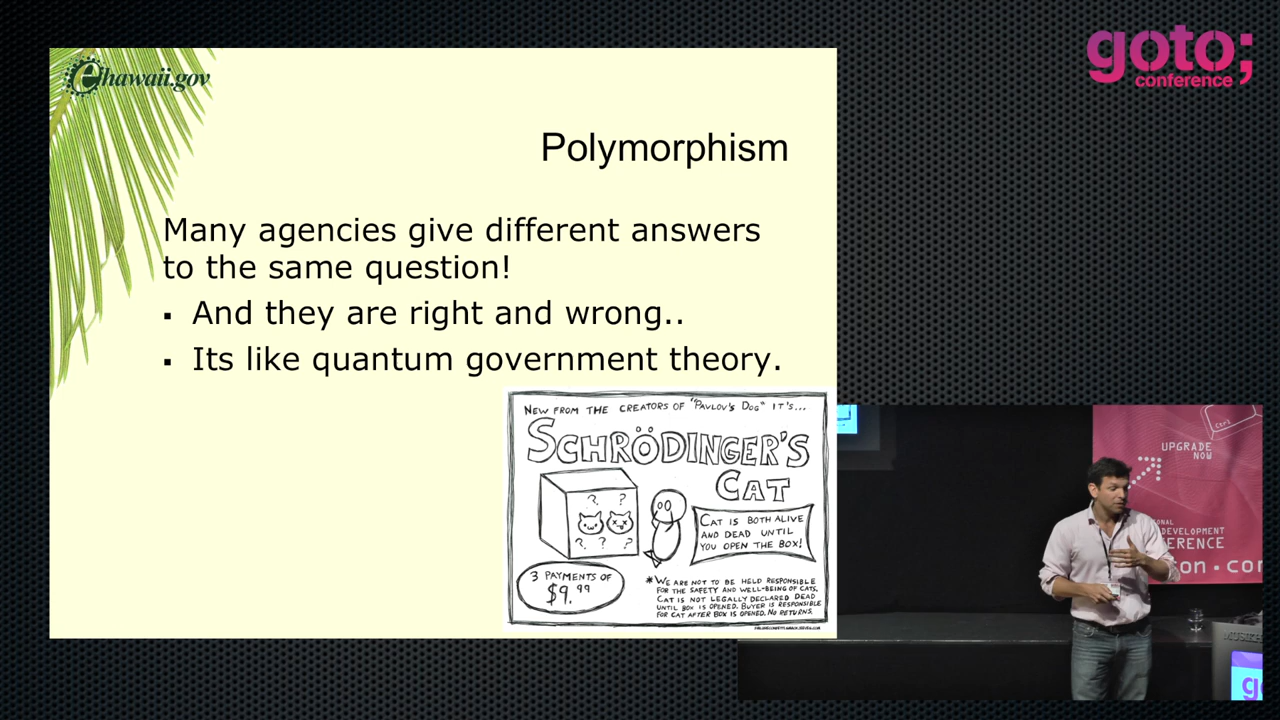 ehawaii.gov
goto;
conference
Polymorphism
Many agencies give different answers
to the same question!
▪ And they are right and wrong..
▪ Its like quantum government theory.
NEW FROM THE CREATORS OF "PAVLOV'S DOG" IT'S...
SCHRÖDINGER'S
CAT
? ?
? ? ?
CAT IS BOTH ALIVE
AND DEAD UNTIL
YOU OPEN THE BOX!
3 PAYMENTS OF
$9.99
*WE ARE NOT TO BE HELD RESPONSIBLE
FOR THE SAFETY AND WELL-BEING OF CATS.
CAT IS NOT LEGALLY DECLARED DEAD
UNTIL BOX IS OPENED. BUYER IS RESPONSIBLE
FOR CAT AFTER BOX IS OPENED. NO RETURNS.
UPGRADE
NOW
ONAL
DEVELOPMENT
ERENCE
on.co
g